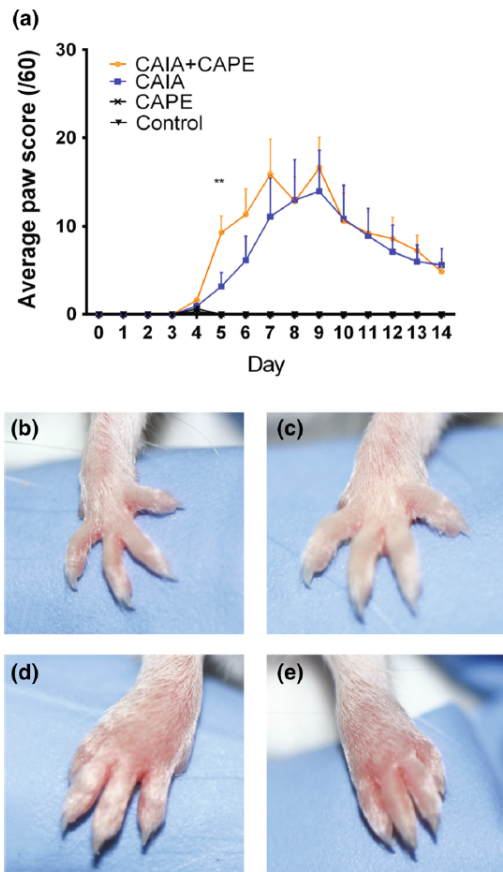 (a)
30
20
10
0
Average paw score (/60)
CAIA+CAPE
CAIA
CAPE
Control
**
0 1 2 3 4 5 6 7 8 9 10 11 12 13 14
Day
(b)
(c)
(d)
(e)